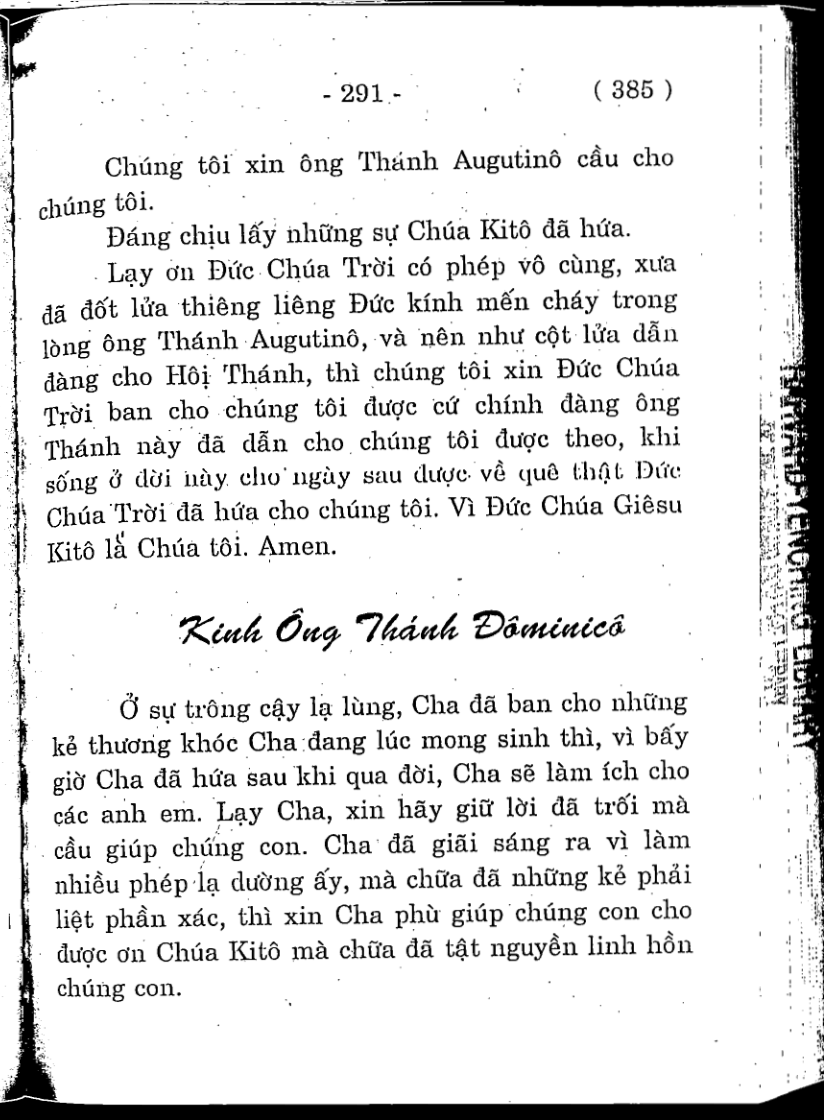 - 291 - ( 385 )
Chúng tôi xin ông Thánh Augutinô cầu cho
chúng tôi.
Đáng chịu lấy những sự Chúa Kitô đã hứa.
Lạy ơn Đức Chúa Trời có phép vô cùng, xưa
đã đốt lửa thiêng liêng Đức kính mến cháy trong
lòng ông Thánh Augutinô, và nên như cột lửa dẫn
đàng cho Hôị Thánh, thì chúng tôi xin Đức Chúa
Trời ban cho chúng tôi được cứ chính đàng ông
Thánh này đã dẫn cho chúng tôi được theo, khi
sống ở dời này cho ngày sau dược về quê thật Đức
Chúa Trời đã hứa cho chúng tôi. Vì Đức Chúa Giêsu
Kitô là Chúa tôi. Amen.
Kinh Ông Thánh Đôminicô
Ở sự trông cậy lạ lùng, Cha đã ban cho những
kẻ thương khóc Cha đang lúc mong sinh thì, vì bấy
giờ Cha đã hứa sau khi qua đời, Cha sẽ làm ích cho
các anh em. Lạy Cha, xin hãy giữ lời đã trối mà
cầu giúp chúng con. Cha đã giãi sáng ra vì làm
nhiều phép lạ dường ấy, mà chữa đã những kẻ phải
liệt phần xác, thì xin Cha phù giúp chúng con cho
được ơn Chúa Kitô mà chữa đã tật nguyền linh hồn
chúng con.
HARVARD-YENCHING LIBRARY